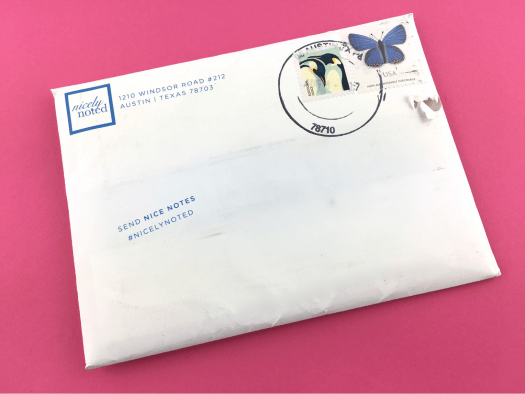 nicely
noted
1210 WINDSOR ROAD #212
AUSTIN | TEXAS 78703
USA
78710
SEND NICE NOTES
#NICELYNOTED